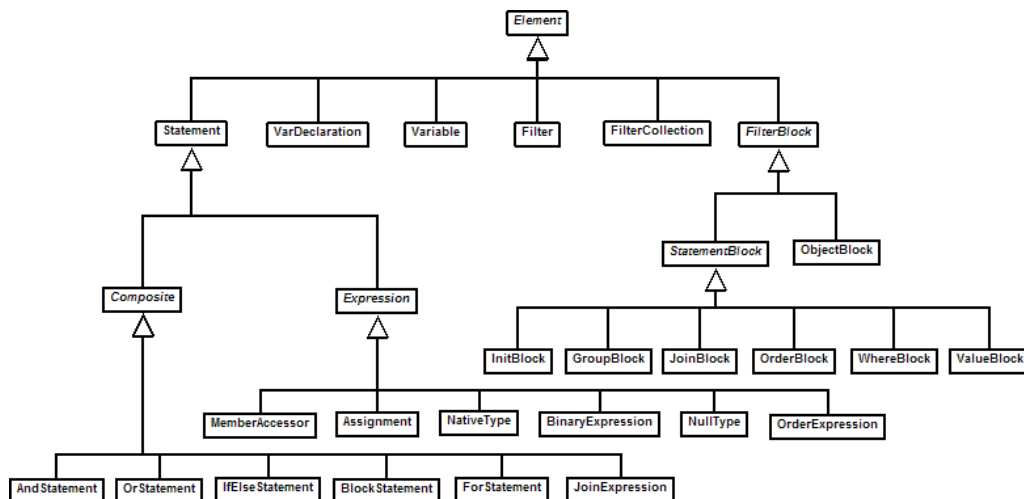 Element
Statement
VarDeclaration
Variable
Filter
FilterCollection
FilterBlock
StatementBlock
ObjectBlock
Composite
Expression
InitBlock
GroupBlock
JoinBlock
OrderBlock
WhereBlock
ValueBlock
MemberAccessor
Assignment
NativeType
BinaryExpression
NullType
OrderExpression
AndStatement
OrStatement
IfElseStatement
BlockStatement
ForStatement
JoinExpression